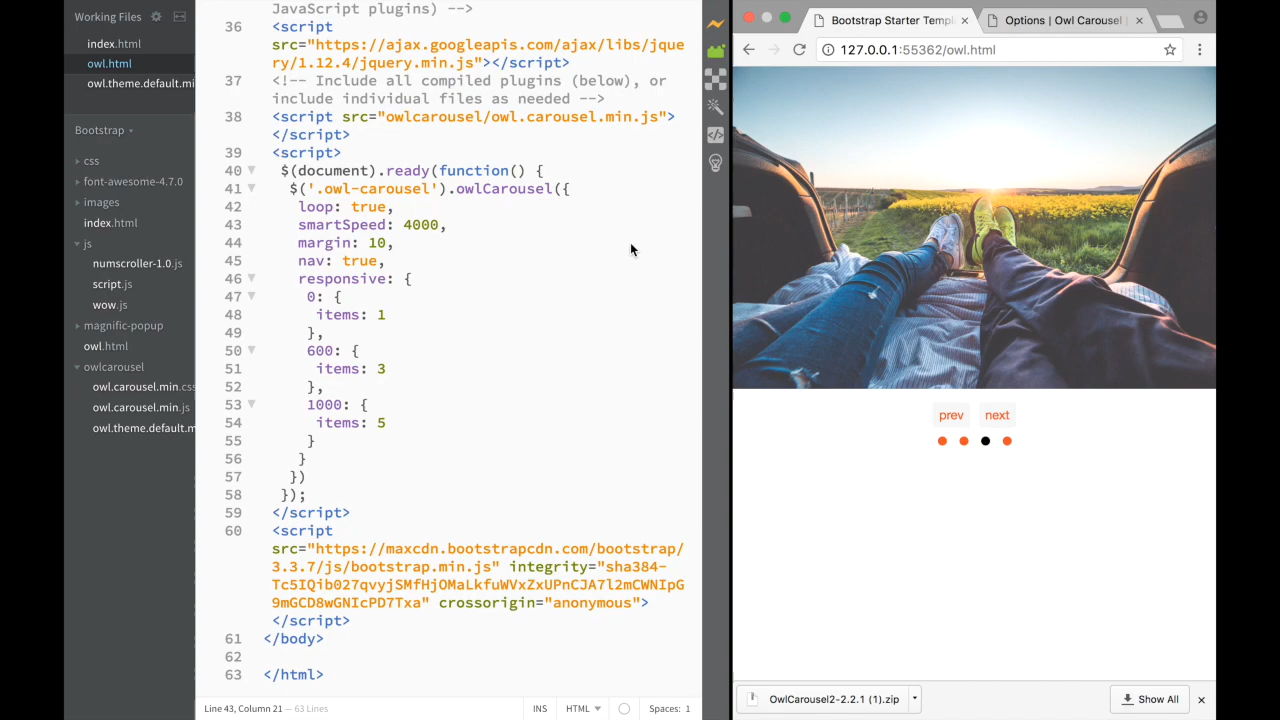 Working Files
index.html
owl.html
owl.theme.default.mi
Bootstrap
css
font-awesome-4.7.0
images
index.html
js
numscroller-1.0.js
script.js
wow.js
magnific-popup
owl.html
owlcarousel
owl.carousel.min.css
owl.carousel.min.js
owl.theme.default.m
JavaScript plugins) -->
36 <script
src="https://ajax.googleapis.com/ajax/libs/jque
ry/1.12.4/jquery.min.js"></script>
37 <!-- Include all compiled plugins (below), or
include individual files as needed -->
38 <script src="owlcarousel/owl.carousel.min.js">
</script>
39 <script>
40 $(document).ready(function() {
41 $('.owl-carousel').owlCarousel({
42 loop: true,
43 smartSpeed: 4000,
44 margin: 10,
45 nav: true,
46 responsive: {
47 0: {
48 items: 1
49 },
50 600: {
51 items: 3
52 },
53 1000: {
54 items: 5
55 }
56 }
57 })
58 });
59 </script>
60 <script
src="https://maxcdn.bootstrapcdn.com/bootstrap/
3.3.7/js/bootstrap.min.js" integrity="sha384-
Tc5IQib027qvyjSMfHjOMaLkfuWVxZxUPnCJA7l2mCWNIpG
9mGCD8wGNIcPD7Txa" crossorigin="anonymous">
</script>
61 </body>
62
63 </html>
Line 43, Column 21 — 63 Lines
INS
HTML
Spaces: 1
Bootstrap Starter Templ
Options | Owl Carousel |
127.0.0.1:55362/owl.html
prev
next
OwlCarousel2-2.2.1 (1).zip
Show All